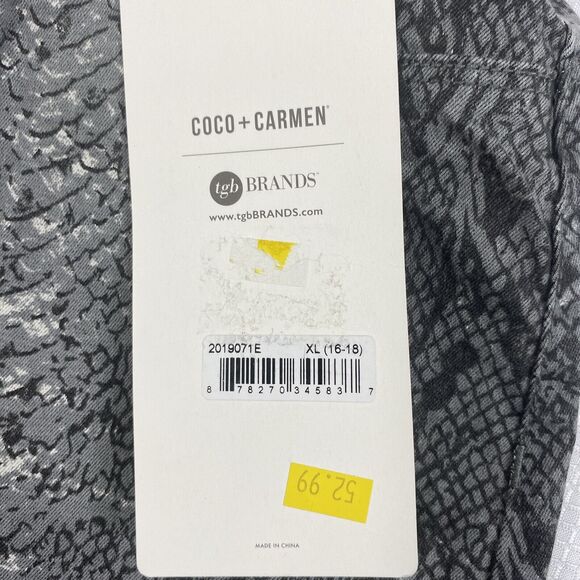 COCO + CARMEN®
tgb BRANDS™
www.tgbBRANDS.com
2019071E XL (16-18)
8 78270 34583 7
52.99
MADE IN CHINA